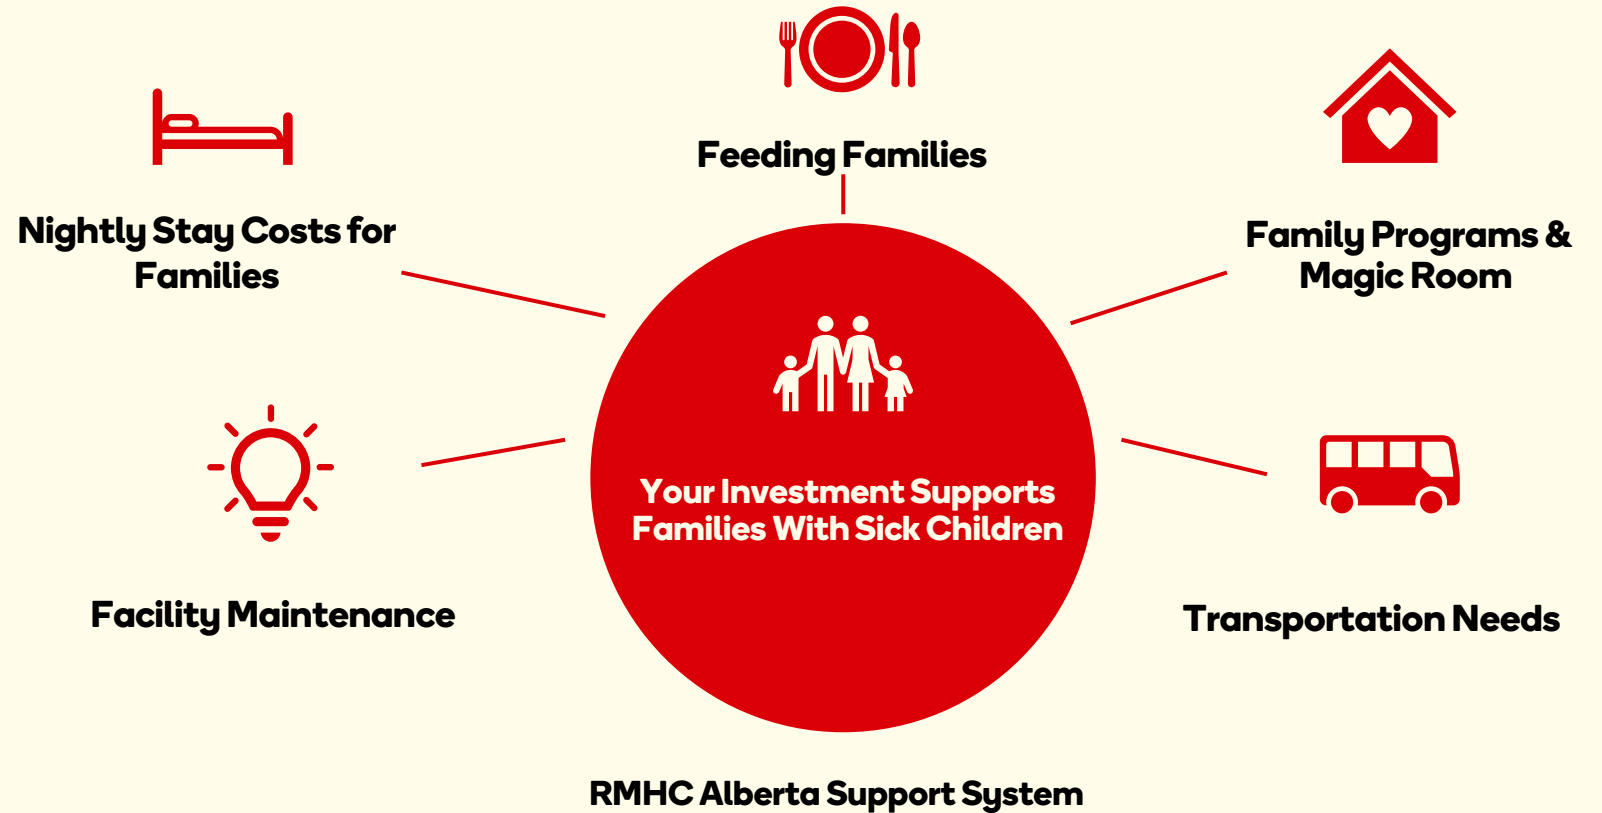 Feeding Families
Nightly Stay Costs for
Families
Family Programs &
Magic Room
Your Investment Supports
Families With Sick Children
Facility Maintenance
Transportation Needs
RMHC Alberta Support System